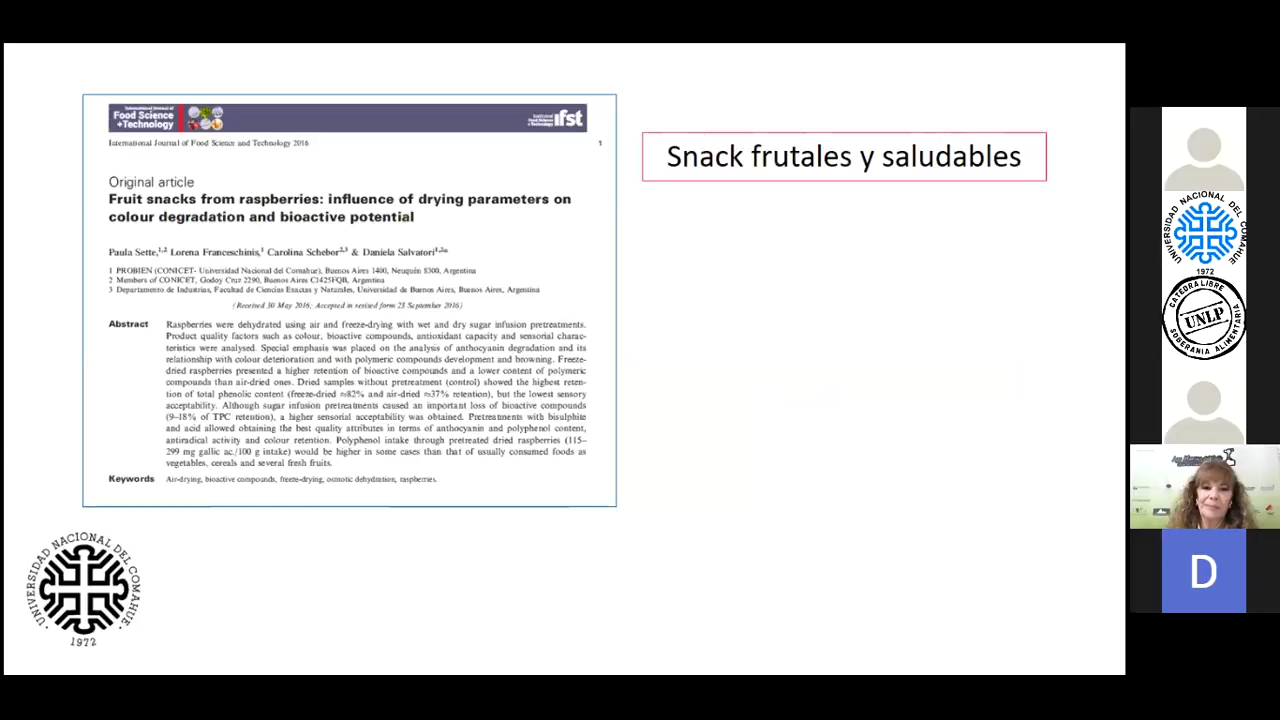 International Journal of
Food Science
+Technology
Institute of
Food Science
+Technology
ifst
International Journal of Food Science and Technology 2016
1
Original article
Fruit snacks from raspberries: influence of drying parameters on
colour degradation and bioactive potential
Paula Sette,1,2 Lorena Franceschinis,1 Carolina Schebor2,3 & Daniela Salvatori1,2*
1 PROBIEN (CONICET- Universidad Nacional del Comahue), Buenos Aires 1400, Neuquén 8300, Argentina
2 Members of CONICET, Godoy Cruz 2290, Buenos Aires C1425FQB, Argentina
3 Departamento de Industrias, Facultad de Ciencias Exactas y Naturales, Universidad de Buenos Aires, Buenos Aires, Argentina
(Received 30 May 2016; Accepted in revised form 23 September 2016)
Abstract
Raspberries were dehydrated using air and freeze-drying with wet and dry sugar infusion pretreatments.
Product quality factors such as colour, bioactive compounds, antioxidant capacity and sensorial charac-
teristics were analysed. Special emphasis was placed on the analysis of anthocyanin degradation and its
relationship with colour deterioration and with polymeric compounds development and browning. Freeze-
dried raspberries presented a higher retention of bioactive compounds and a lower content of polymeric
compounds than air-dried ones. Dried samples without pretreatment (control) showed the highest reten-
tion of total phenolic content (freeze-dried ≈82% and air-dried ≈37% retention), but the lowest sensory
acceptability. Although sugar infusion pretreatments caused an important loss of bioactive compounds
(9–18% of TPC retention), a higher sensorial acceptability was obtained. Pretreatments with bisulphite
and acid allowed obtaining the best quality attributes in terms of anthocyanin and polyphenol content,
antiradical activity and colour retention. Polyphenol intake through pretreated dried raspberries (115–
299 mg gallic ac./100 g intake) would be higher in some cases than that of usually consumed foods as
vegetables, cereals and several fresh fruits.
Keywords
Air-drying, bioactive compounds, freeze-drying, osmotic dehydration, raspberries.
Snack frutales y saludables
UNIVERSIDAD NACIONAL DEL COMAHUE
1972
UNIVERSIDAD NACIONAL DEL COMAHUE
1972
CATEDRA LIBRE
UNLP
SOBERANIA ALIMENTARIA
D